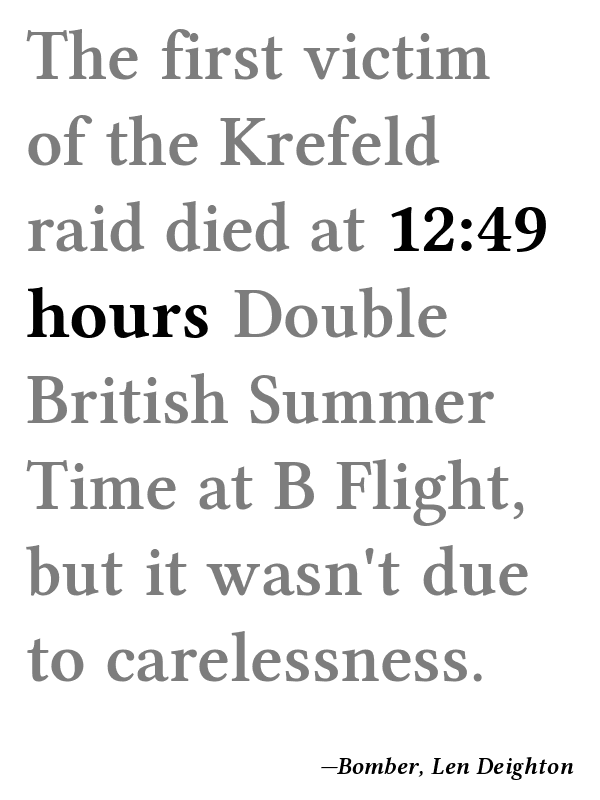 The first victim
of the Krefeld
raid died at 12:49
hours Double
British Summer
Time at B Flight,
but it wasn't due
to carelessness.
—Bomber, Len Deighton